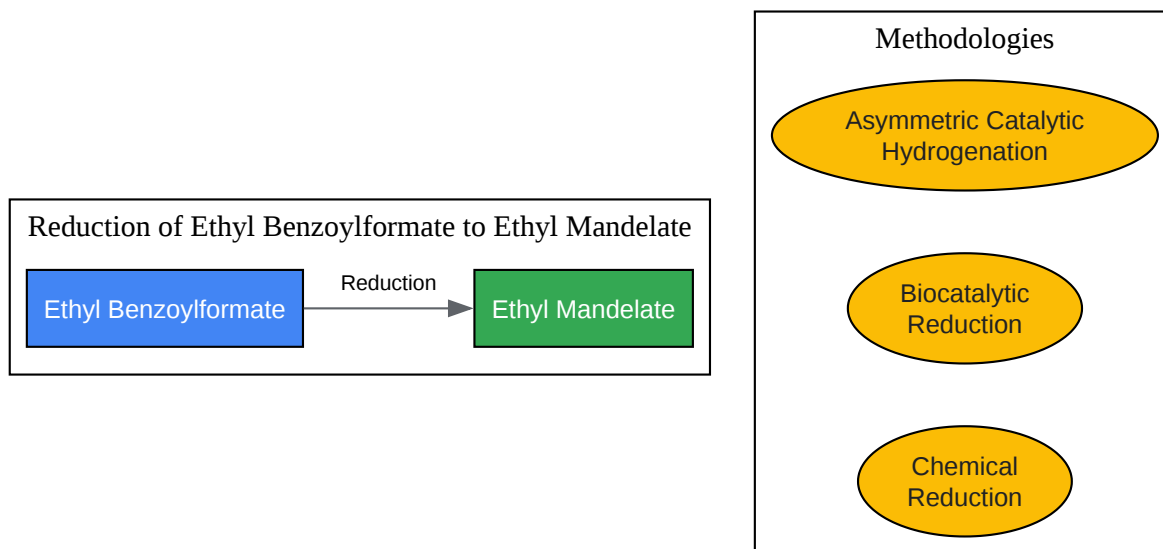 Reduction of Ethyl Benzoylformate to Ethyl Mandelate
Ethyl Benzoylformate
Reduction
Ethyl Mandelate
Methodologies
Asymmetric Catalytic
Hydrogenation
Biocatalytic
Reduction
Chemical
Reduction